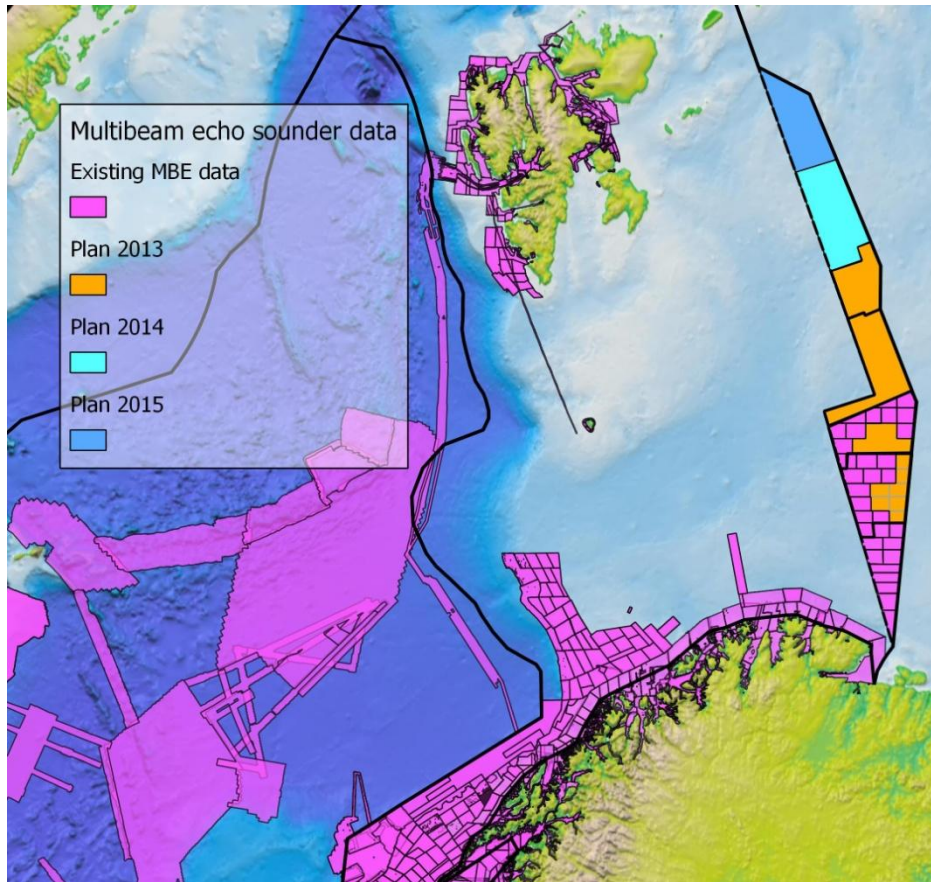 Multibeam echo sounder data
Existing MBE data
Plan 2013
Plan 2014
Plan 2015